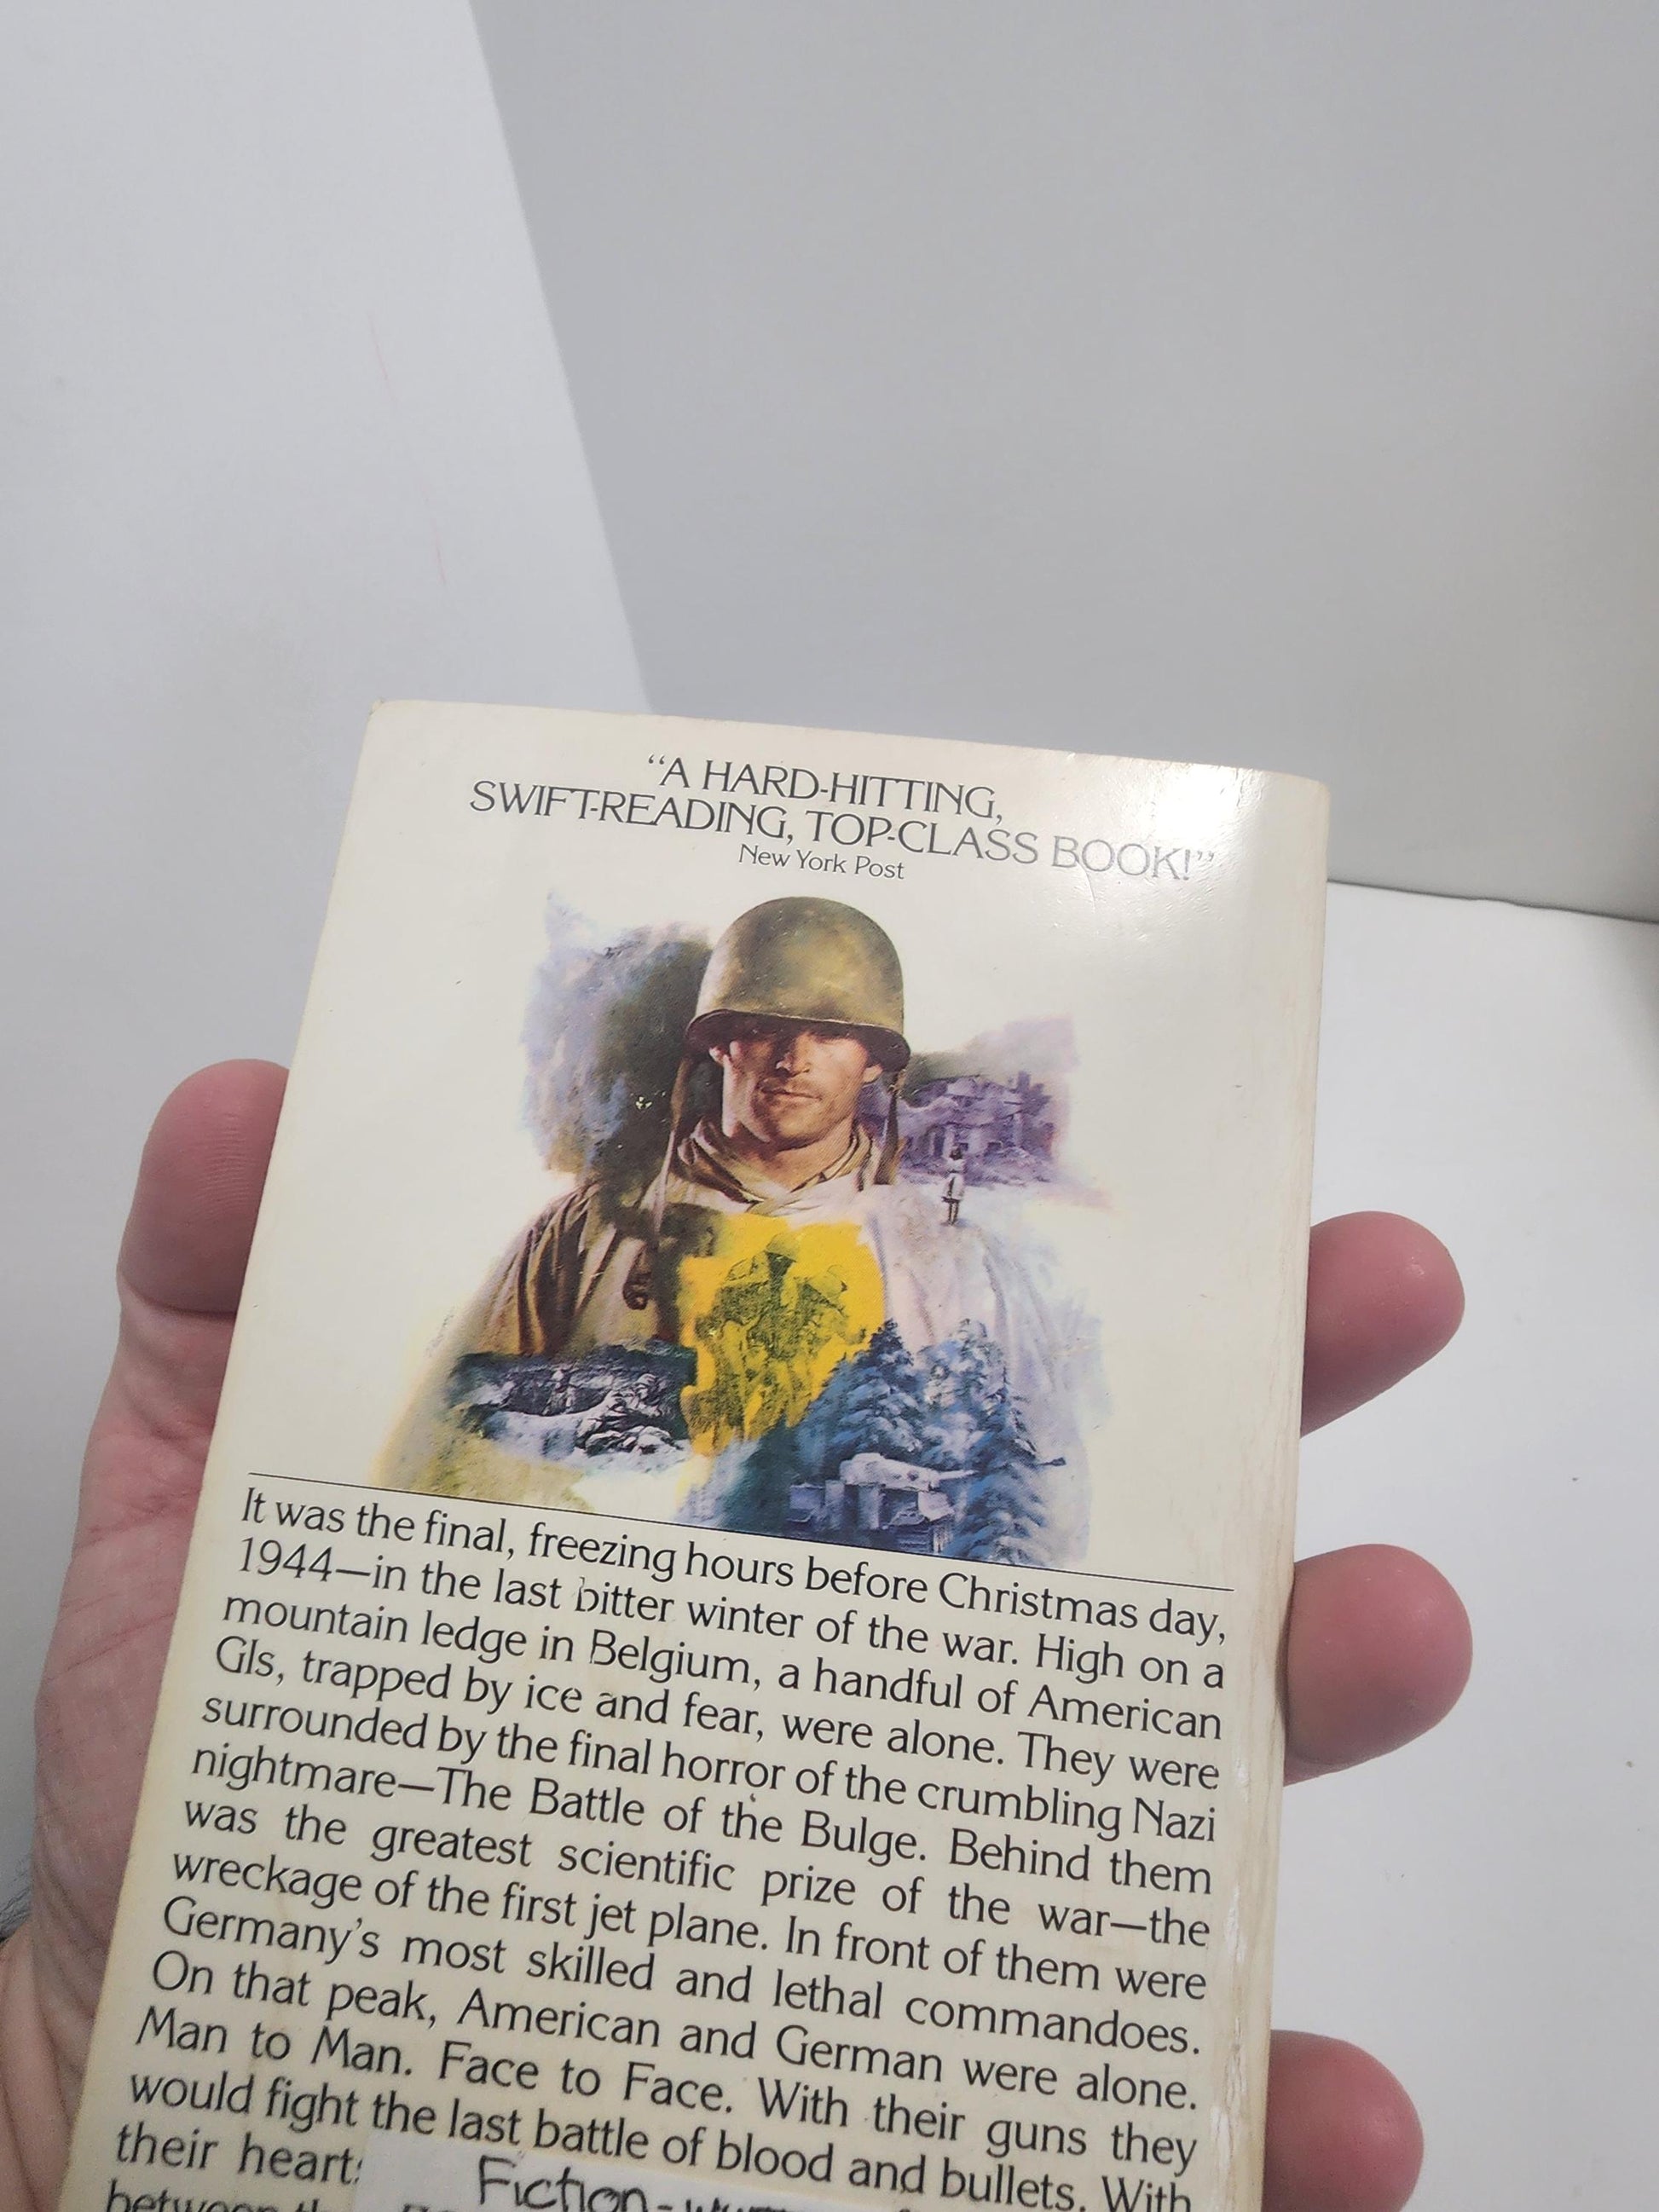 “A HARD-HITTING,
SWIFT-READING, TOP-CLASS BOOK!”
New York Post
It was the final, freezing hours before Christmas day,
1944—in the last bitter winter of the war. High on a
mountain ledge in Belgium, a handful of American
GIs, trapped by ice and fear, were alone. They were
surrounded by the final horror of the crumbling Nazi
nightmare—The Battle of the Bulge. Behind them
was the greatest scientific prize of the war—the
wreckage of the first jet plane. In front of them were
Germany’s most skilled and lethal commandoes.
On that peak, American and German were alone.
Man to Man. Face to Face. With their guns they
would fight the last battle of blood and bullets. With
their heart
Fiction-
between